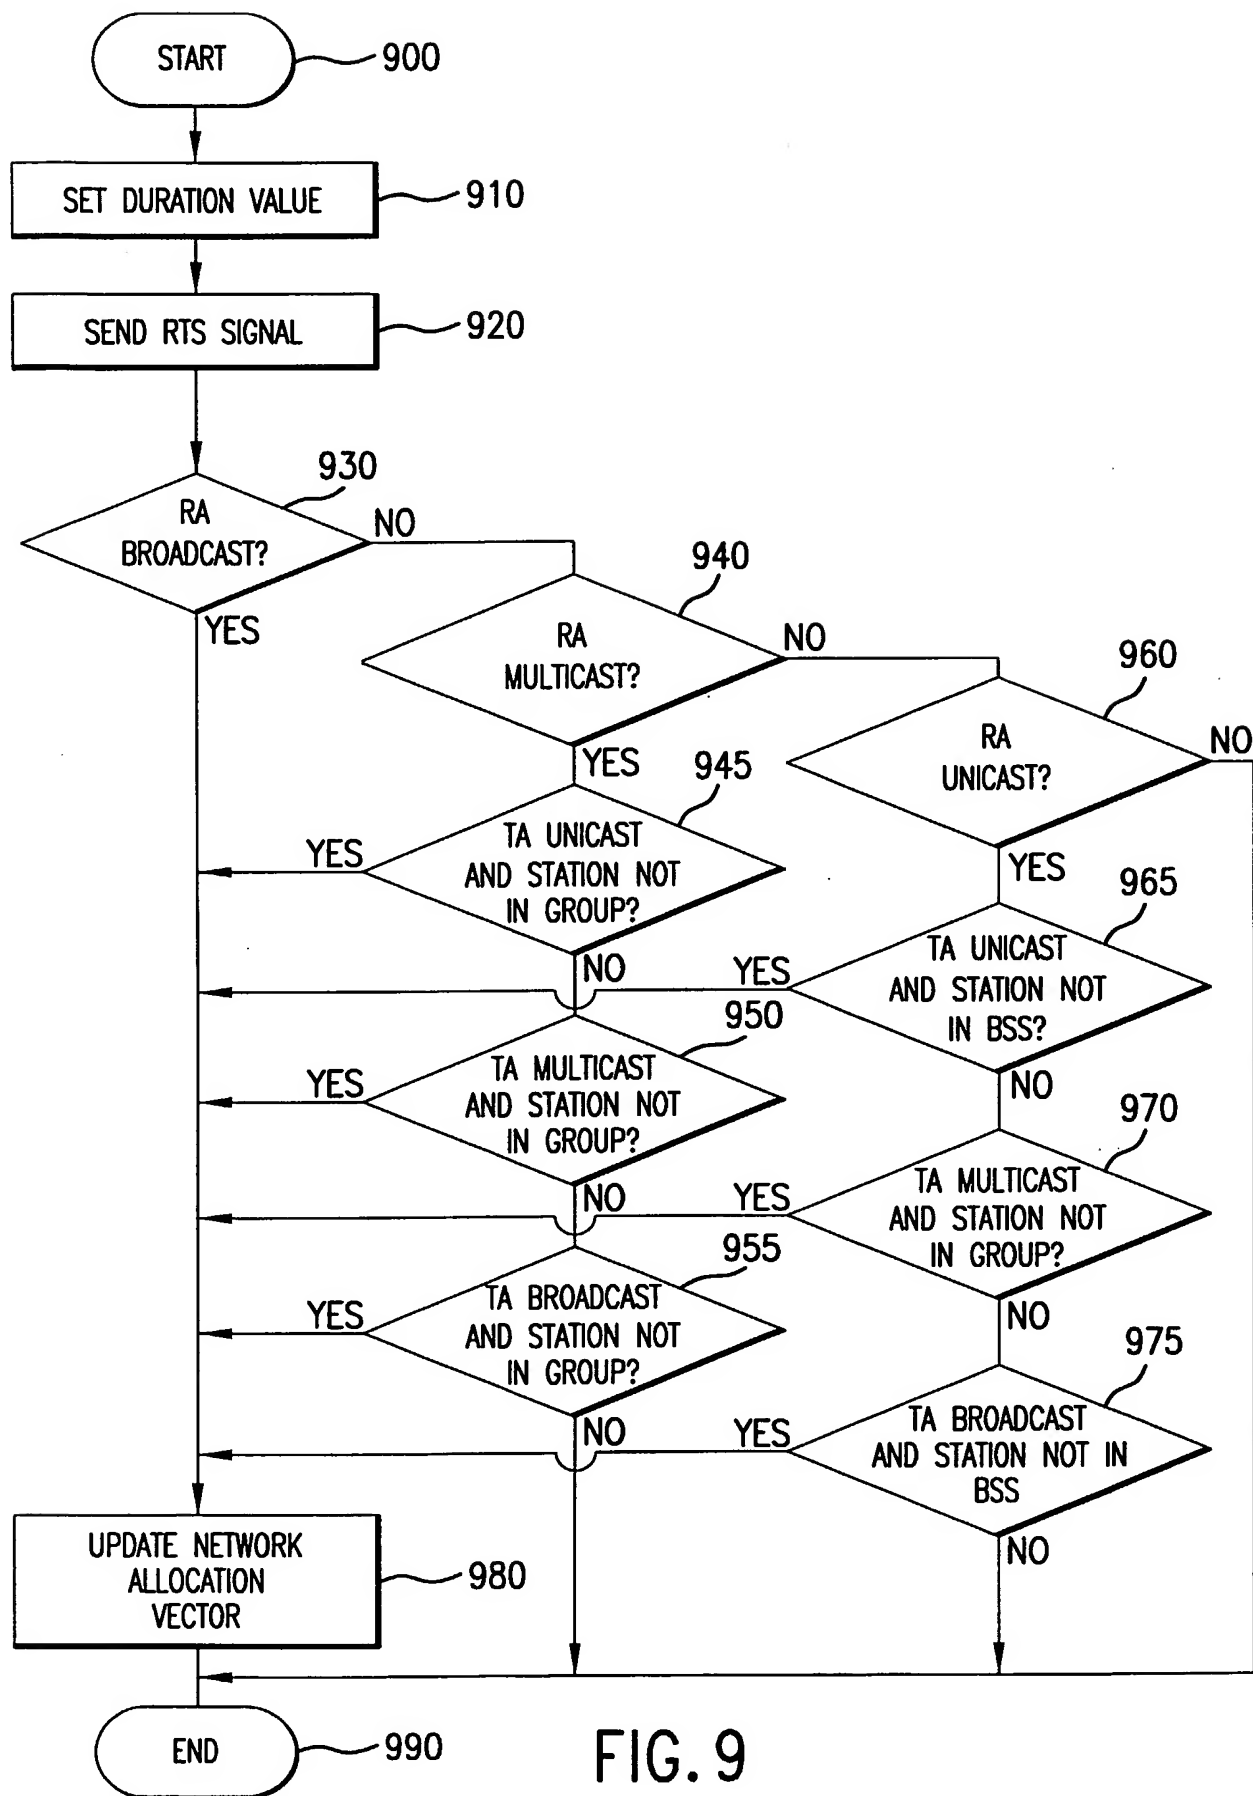 START
900
SET DURATION VALUE
910
SEND RTS SIGNAL
920
930
RA
BROADCAST?
NO
YES
940
RA
MULTICAST?
NO
YES
960
RA
UNICAST?
NO
YES
945
TA UNICAST
AND STATION NOT
IN GROUP?
YES
NO
965
TA UNICAST
AND STATION NOT
IN BSS?
YES
NO
950
TA MULTICAST
AND STATION NOT
IN GROUP?
YES
NO
970
TA MULTICAST
AND STATION NOT
IN GROUP?
YES
NO
955
TA BROADCAST
AND STATION NOT
IN GROUP?
YES
NO
975
TA BROADCAST
AND STATION NOT IN
BSS
YES
NO
UPDATE NETWORK
ALLOCATION
VECTOR
980
END
990
FIG. 9